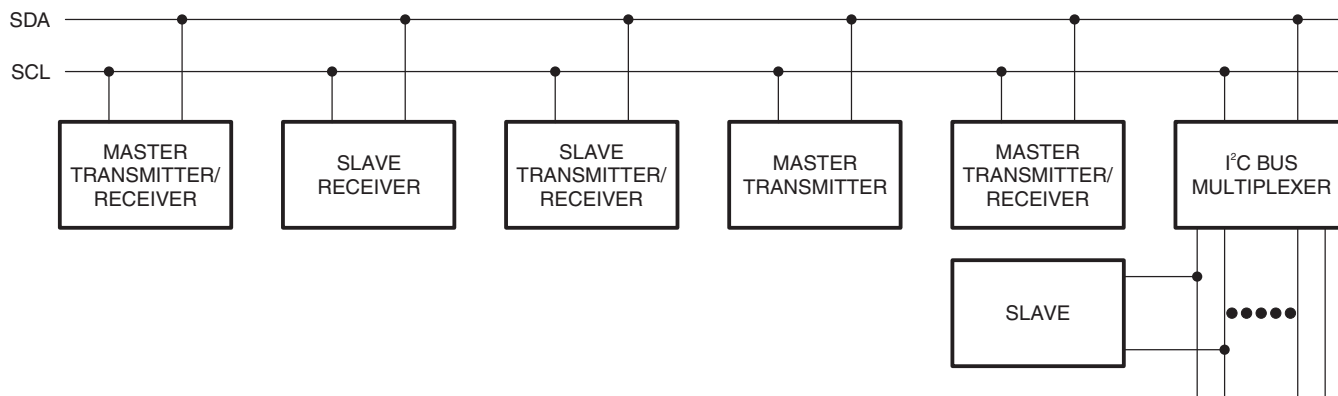 SDA
SCL
MASTER
TRANSMITTER/
RECEIVER
SLAVE
RECEIVER
SLAVE
TRANSMITTER/
RECEIVER
MASTER
TRANSMITTER
MASTER
TRANSMITTER/
RECEIVER
I²C BUS
MULTIPLEXER
SLAVE